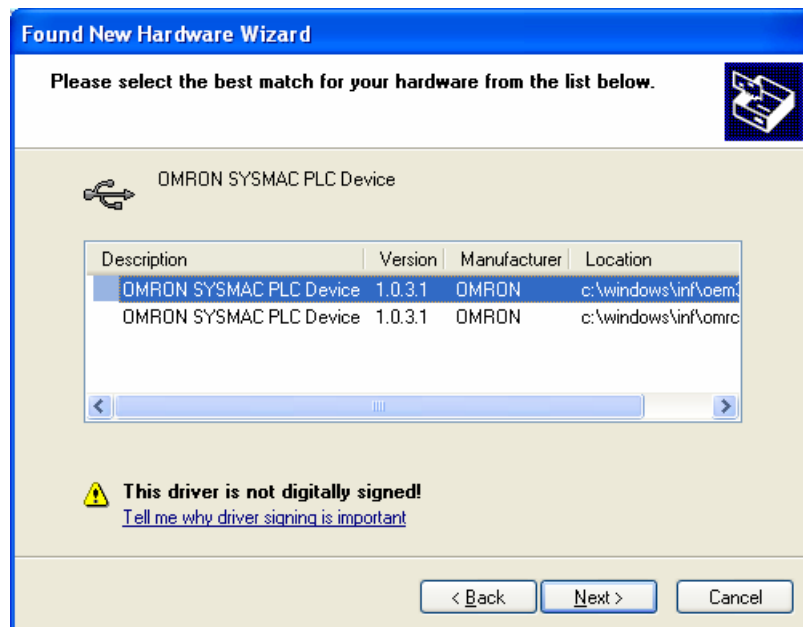 Found New Hardware Wizard
Please select the best match for your hardware from the list below.
OMRON SYSMAC PLC Device
Description Version Manufacturer Location
OMRON SYSMAC PLC Device 1.0.3.1 OMRON c:\windows\inf\oem3
OMRON SYSMAC PLC Device 1.0.3.1 OMRON c:\windows\inf\omrc
This driver is not digitally signed!
Tell me why driver signing is important
< Back Next > Cancel